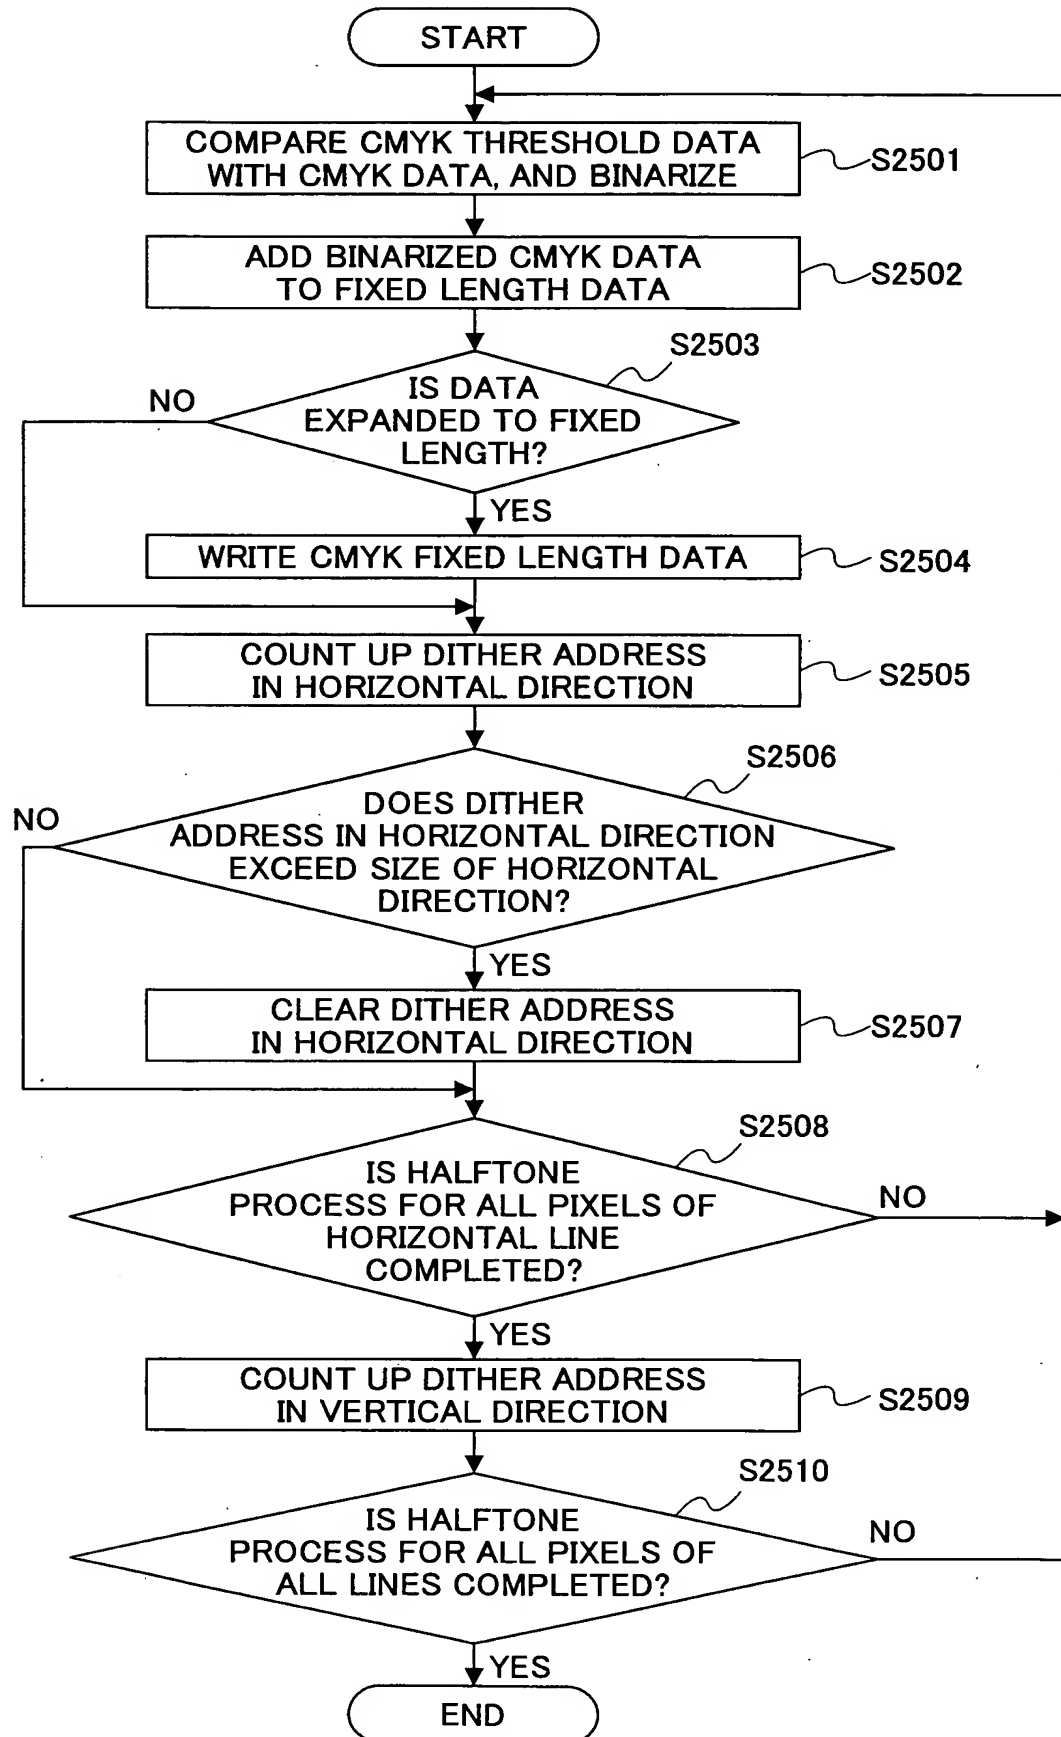 START
COMPARE CMYK THRESHOLD DATA
WITH CMYK DATA, AND BINARIZE
S2501
ADD BINARIZED CMYK DATA
TO FIXED LENGTH DATA
S2502
S2503
IS DATA
EXPANDED TO FIXED
LENGTH?
NO
YES
WRITE CMYK FIXED LENGTH DATA
S2504
COUNT UP DITHER ADDRESS
IN HORIZONTAL DIRECTION
S2505
S2506
DOES DITHER
ADDRESS IN HORIZONTAL DIRECTION
EXCEED SIZE OF HORIZONTAL
DIRECTION?
NO
YES
CLEAR DITHER ADDRESS
IN HORIZONTAL DIRECTION
S2507
S2508
IS HALFTONE
PROCESS FOR ALL PIXELS OF
HORIZONTAL LINE
COMPLETED?
NO
YES
COUNT UP DITHER ADDRESS
IN VERTICAL DIRECTION
S2509
S2510
IS HALFTONE
PROCESS FOR ALL PIXELS OF
ALL LINES COMPLETED?
NO
YES
END